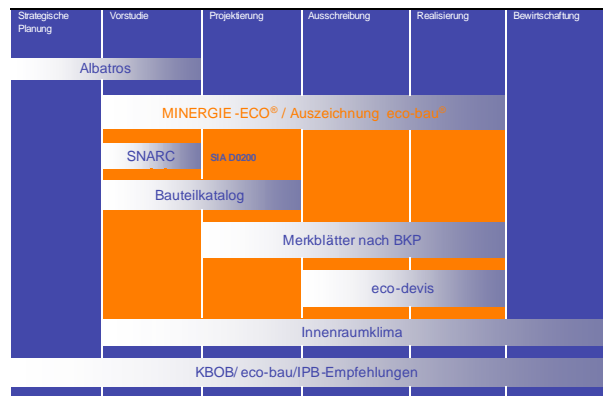 Strategische Planung
Vorstudie
Projektierung
Ausschreibung
Realisierung
Bewirtschaftung
Albatros
MINERGIE-ECO® / Auszeichnung eco-bau®
SNARC
SIA D0200
Bauteilkatalog
Merkblätter nach BKP
eco-devis
Innenraumklima
KBOB/ eco-bau/IPB-Empfehlungen